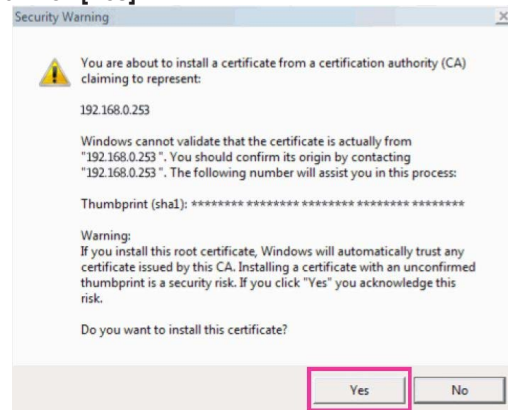 Security Warning
You are about to install a certificate from a certification authority (CA)
claiming to represent:
192.168.0.253
Windows cannot validate that the certificate is actually from
"192.168.0.253 ". You should confirm its origin by contacting
"192.168.0.253 ". The following number will assist you in this process:
Thumbprint (sha1): ******** ******** ******** ******** ********
Warning:
If you install this root certificate, Windows will automatically trust any
certificate issued by this CA. Installing a certificate with an unconfirmed
thumbprint is a security risk. If you click "Yes" you acknowledge this
risk.
Do you want to install this certificate?
Yes No